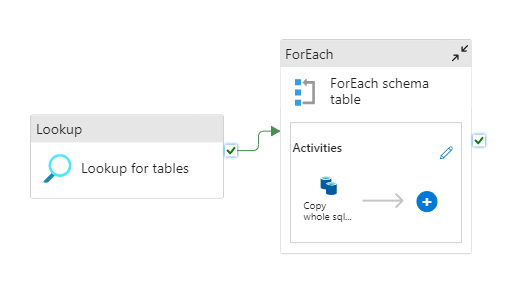 Lookup
Lookup for tables
ForEach
ForEach schema
table
Activities
Copy
whole sql...